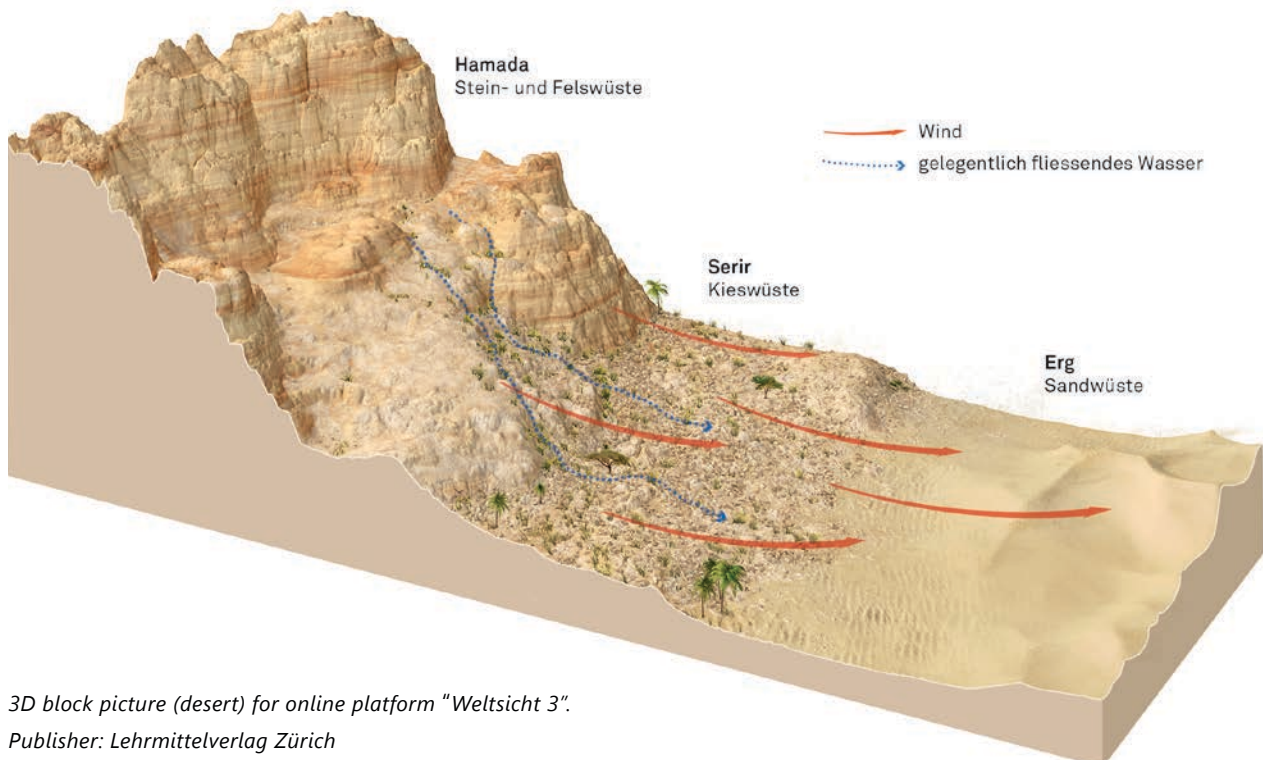 Hamada
Stein- und Felswüste
Wind
gelegentlich fliessendes Wasser
Serir
Kieswüste
Erg
Sandwüste
3D block picture (desert) for online platform "Weltsicht 3".
Publisher: Lehrmittelverlag Zürich